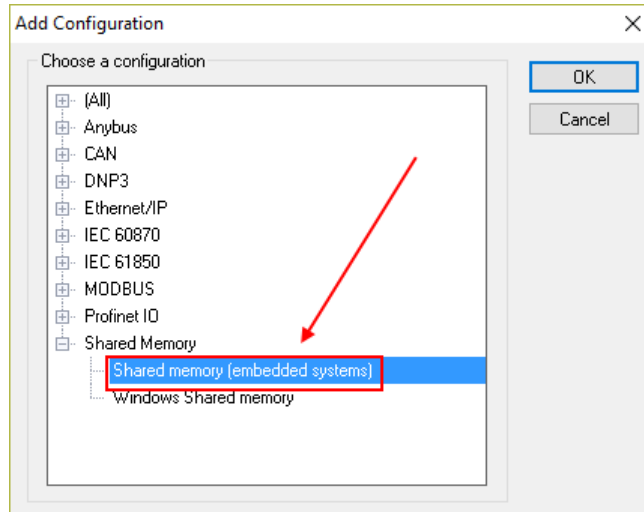 Add Configuration
Choose a configuration
OK
Cancel
(All)
Anybus
CAN
DNP3
Ethernet/IP
IEC 60870
IEC 61850
MODBUS
Profinet IO
Shared Memory
Shared memory (embedded systems)
Windows Shared memory